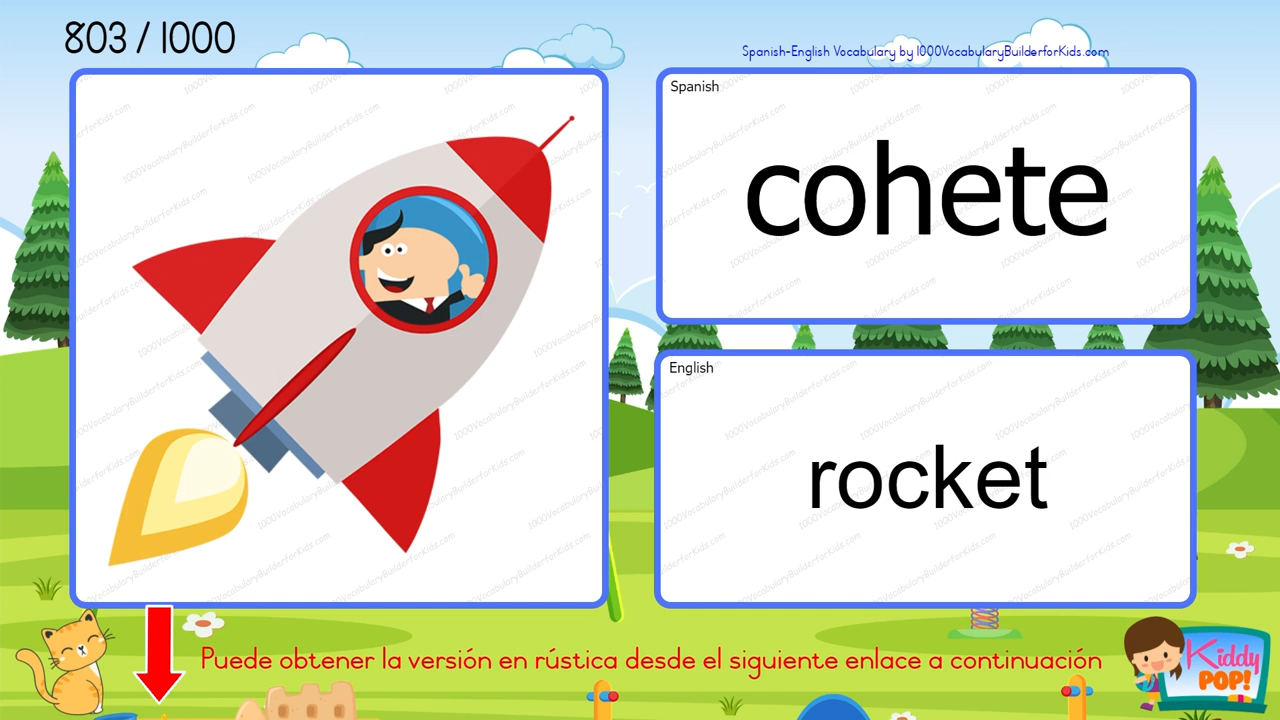 803 / 1000
Spanish-English Vocabulary by 1000VocabularyBuilderforKids.com
Spanish
cohete
English
rocket
Puede obtener la versión en rústica desde el siguiente enlace a continuación
Kiddy
POP!